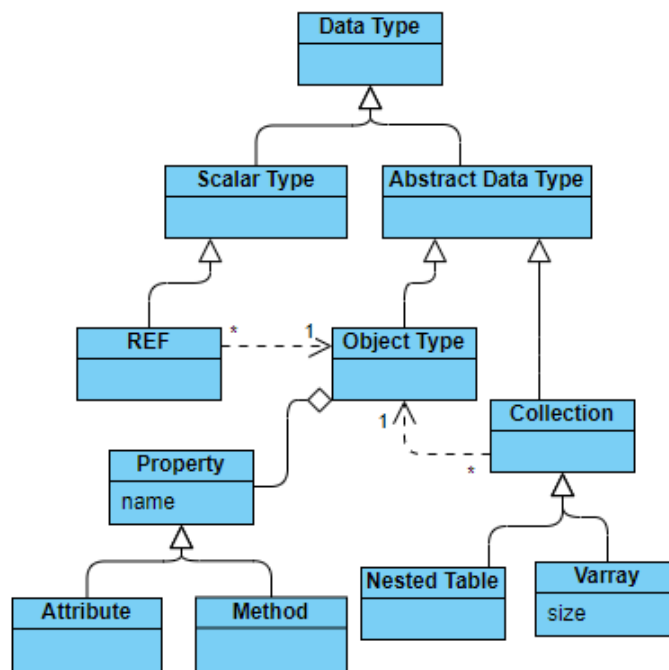 Data Type
Scalar Type
Abstract Data Type
REF
*
1
Object Type
1
*
Collection
Property
name
Nested Table
Varray
size
Attribute
Method